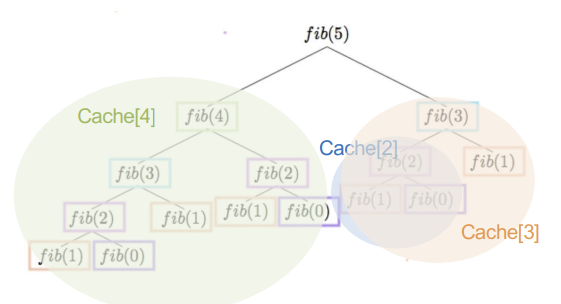 fib(5)
Cache[4] fib(4) fib(3)
Cache[2]
fib(3) fib(2) fib(2) fib(1)
fib(2) fib(1) fib(1) fib(0) fib(1) fib(0)
Cache[3]
fib(1) fib(0)